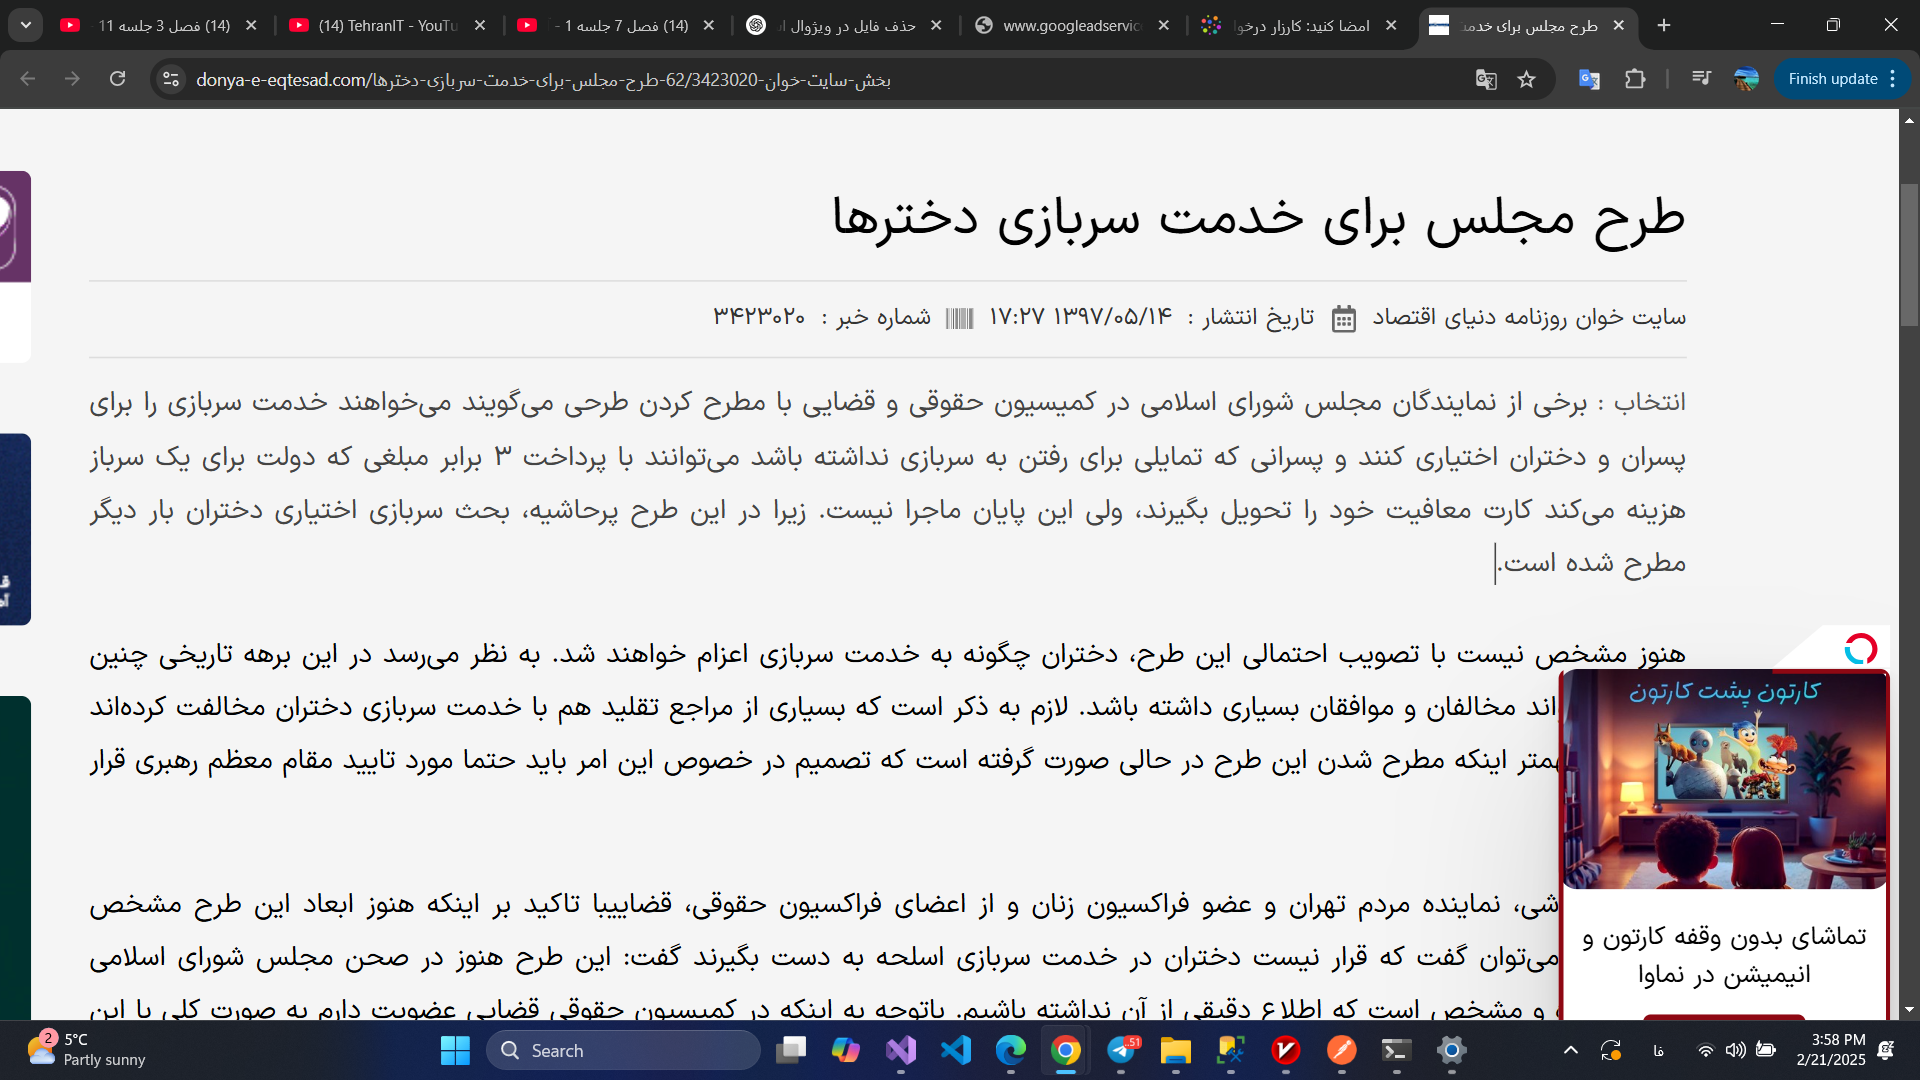 (14) فصل 3 جلسه 11
(14) TehranIT - YouTu
(14) فصل 7 جلسه 1 -
حذف فایل در ویژوال
www.googleadservic
امضا کنید: کارزار درخوا
طرح مجلس برای خدمت
donya-e-eqtesad.com/بخش-سایت-خوان-62/3423020-طرح-مجلس-برای-خدمت-سربازی-دخترها
Finish update
طرح مجلس برای خدمت سربازی دخترها
سایت خوان روزنامه دنیای اقتصاد تاریخ انتشار : ۱۳۹۷/۰۵/۱۴ ۱۷:۲۷ شماره خبر : ۳۴۲۳۰۲۰
انتخاب : برخی از نمایندگان مجلس شورای اسلامی در کمیسیون حقوقی و قضایی با مطرح کردن طرحی می‌گویند می‌خواهند خدمت سربازی را برای
پسران و دختران اختیاری کنند و پسرانی که تمایلی برای رفتن به سربازی نداشته باشد می‌توانند با پرداخت ۳ برابر مبلغی که دولت برای یک سرباز
هزینه می‌کند کارت معافیت خود را تحویل بگیرند، ولی این پایان ماجرا نیست. زیرا در این طرح پرحاشیه، بحث سربازی اختیاری دختران بار دیگر
مطرح شده است.
هنوز مشخص نیست با تصویب احتمالی این طرح، دختران چگونه به خدمت سربازی اعزام خواهند شد. به نظر می‌رسد در این برهه تاریخی چنین
مخالفان و موافقان بسیاری داشته باشد. لازم به ذکر است که بسیاری از مراجع تقلید هم با خدمت سربازی دختران مخالفت کرده‌اند
اینکه مطرح شدن این طرح در حالی صورت گرفته است که تصمیم در خصوص این امر باید حتما مورد تایید مقام معظم رهبری قرار
نماینده مردم تهران و عضو فراکسیون زنان و از اعضای فراکسیون حقوقی، قضاییبا تاکید بر اینکه هنوز ابعاد این طرح مشخص
می‌توان گفت که قرار نیست دختران در خدمت سربازی اسلحه به دست بگیرند گفت: این طرح هنوز در صحن مجلس شورای اسلامی
و مشخص است که اطلاع دقیقی از آن نداشته باشیم. باتوجه به اینکه در کمیسیون حقوقی قضایی عضویت دارم به صورت کلی با این
کارتون پشت کارتون
تماشای بدون وقفه کارتون و
انیمیشن در نماوا
2
5°C
Partly sunny
Search
..51
فا
3:58 PM
2/21/2025